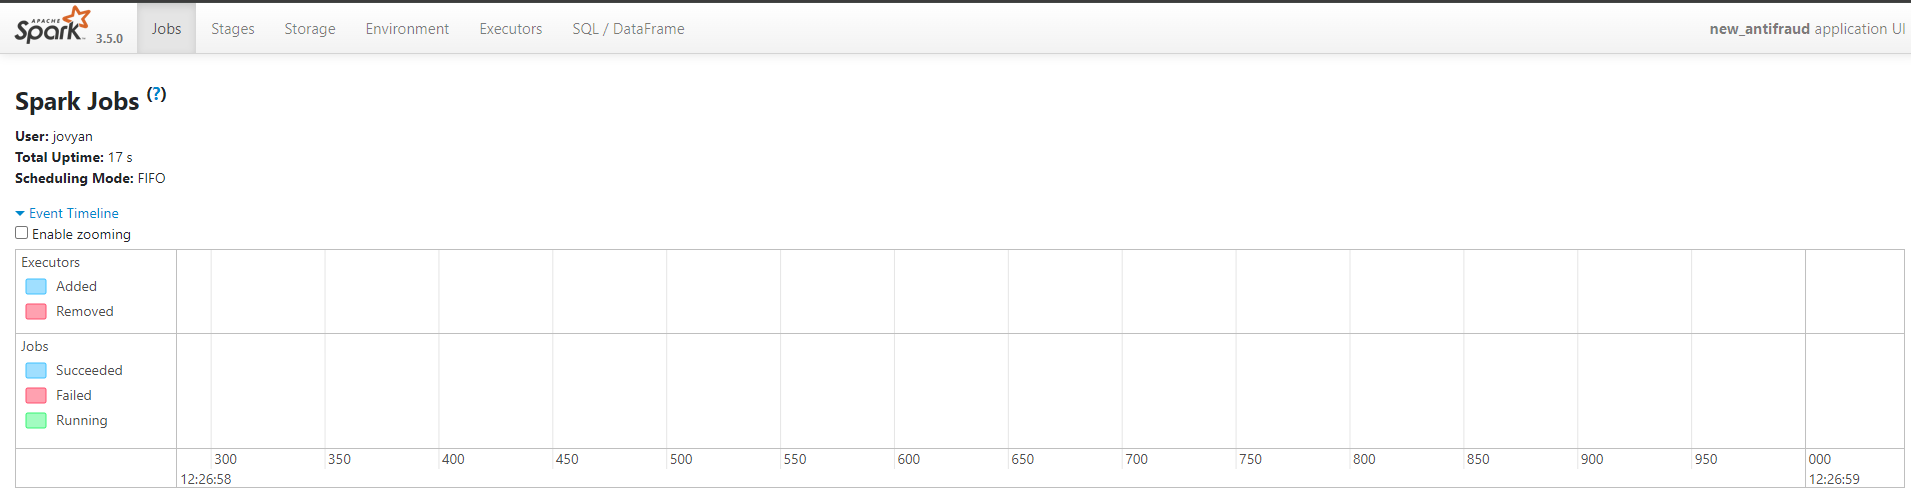 APACHE
Spark 3.5.0 Jobs Stages Storage Environment Executors SQL / DataFrame new_antifraud application UI
Spark Jobs (?)
User: jovyan
Total Uptime: 17 s
Scheduling Mode: FIFO
Event Timeline
Enable zooming
Executors
Added
Removed
Jobs
Succeeded
Failed
Running
300 350 400 450 500 550 600 650 700 750 800 850 900 950 000
12:26:58 12:26:59